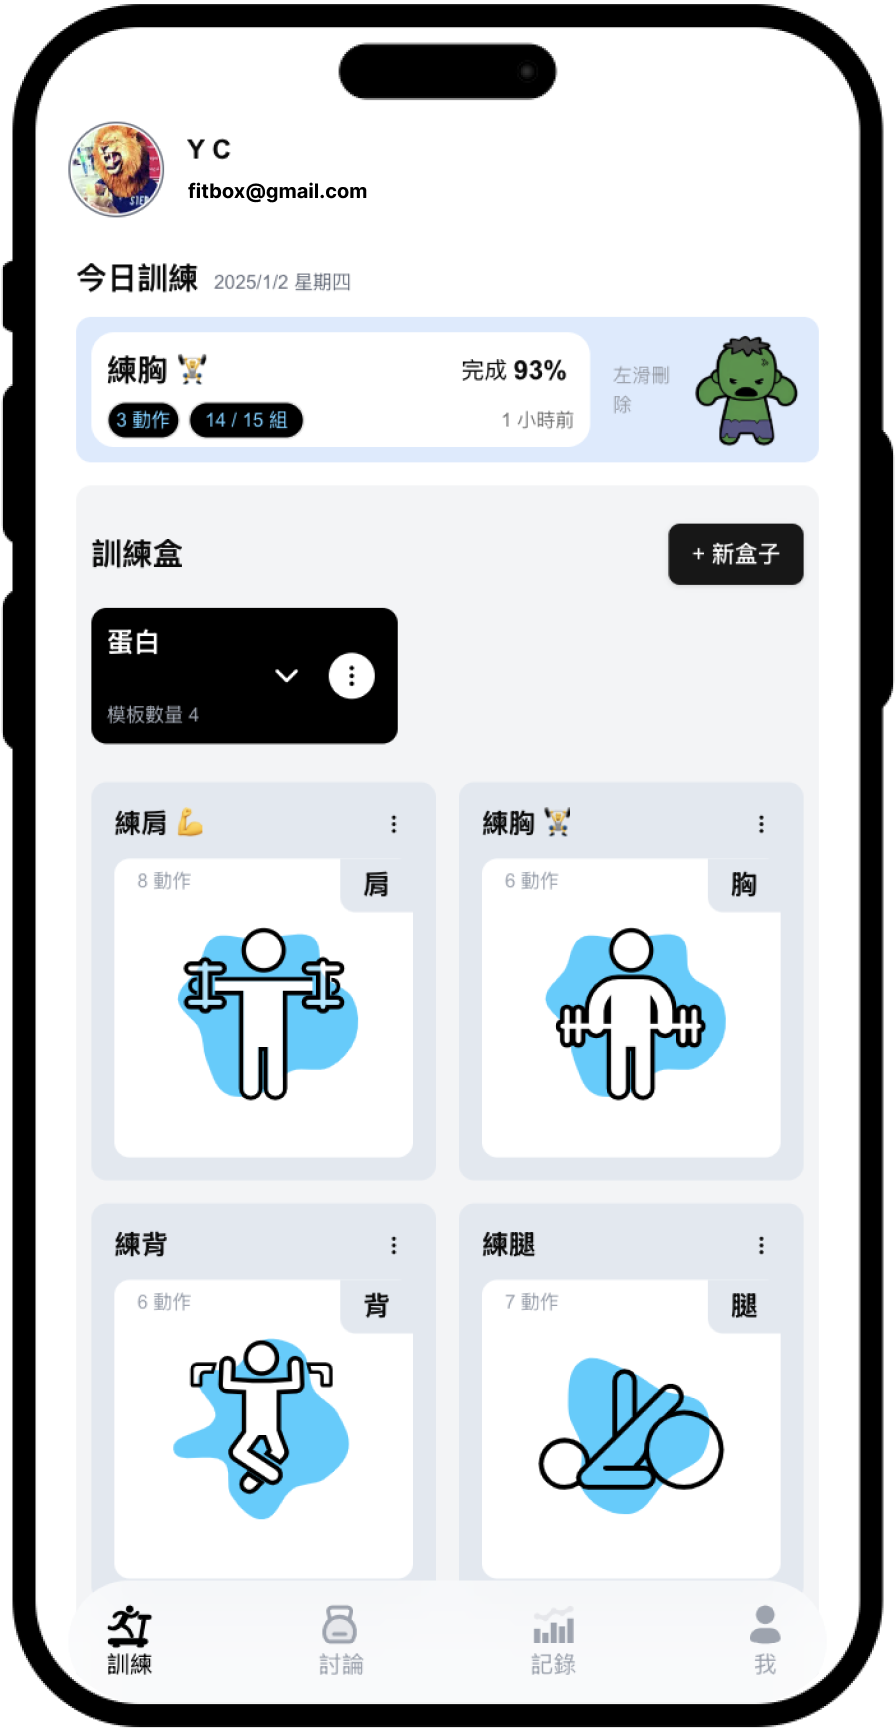 Y C
fitbox@gmail.com
今日訓練 2025/1/2 星期四
練胸 完成 93%
3 動作 14 / 15 組 1 小時前
左滑刪
除
訓練盒 + 新盒子
蛋白
模板數量 4
練肩 練胸
8 動作 肩 6 動作 胸
練背 練腿
6 動作 背 7 動作 腿
訓練 討論 記錄 我